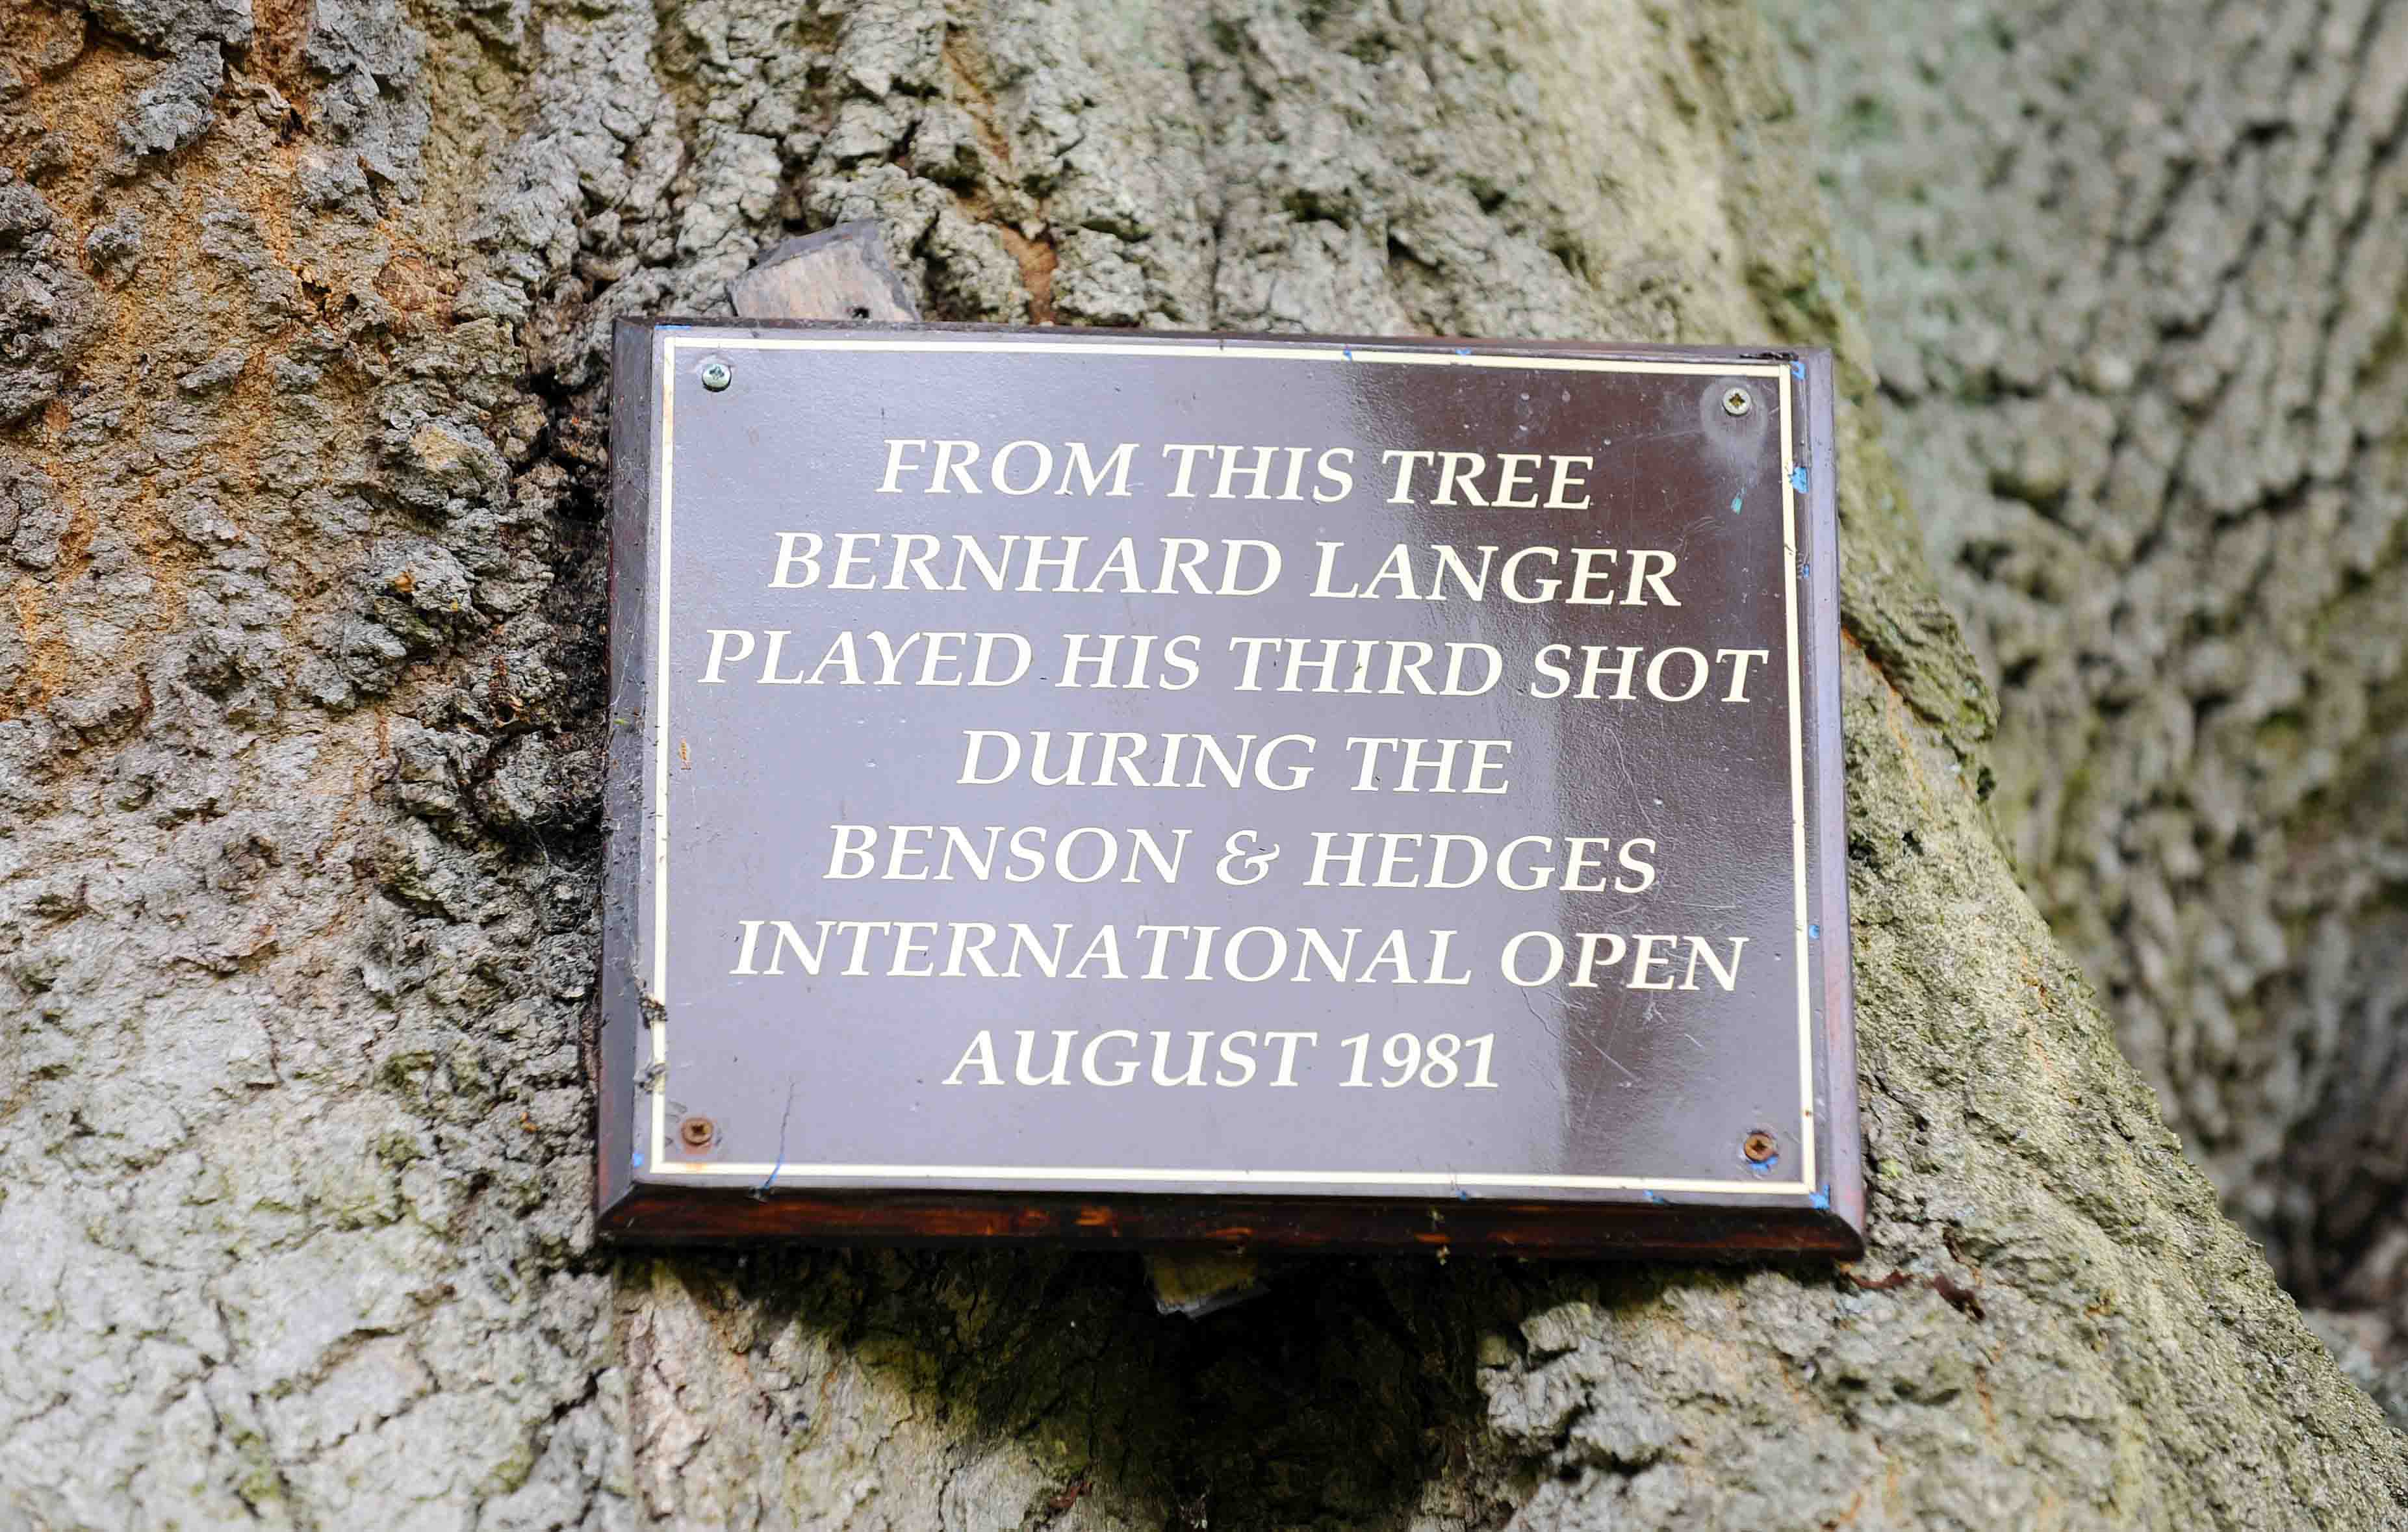 FROM THIS TREE
BERNHARD LANGER
PLAYED HIS THIRD SHOT
DURING THE
BENSON & HEDGES
INTERNATIONAL OPEN
AUGUST 1981